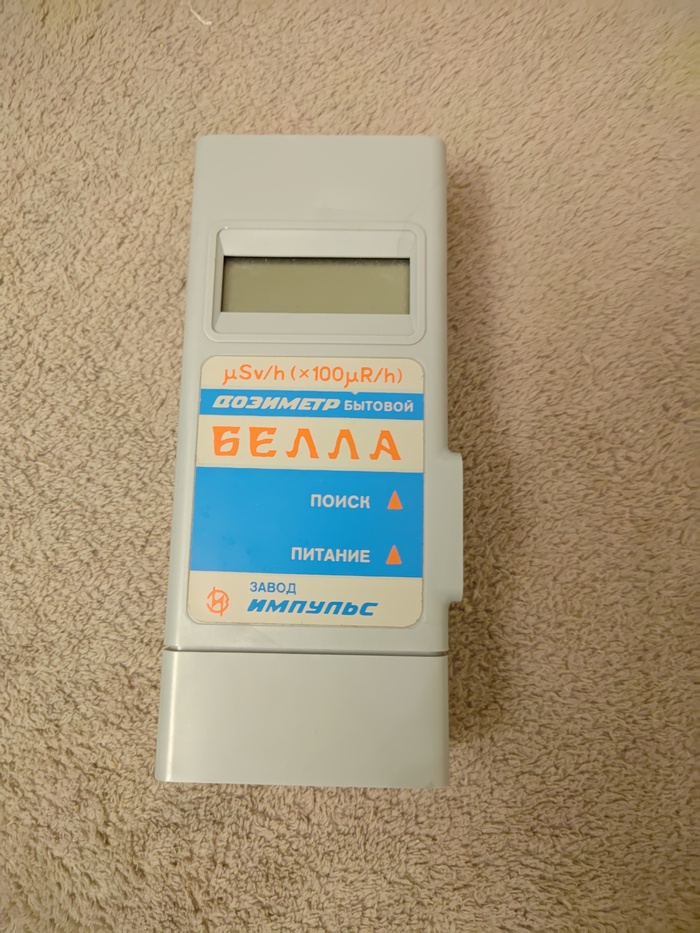 μSv/h (×100μR/h)
ДОЗИМЕТР БЫТОВОЙ
БЕЛЛА
ПОИСК
ПИТАНИЕ
ЗАВОД
ИМПУЛЬС